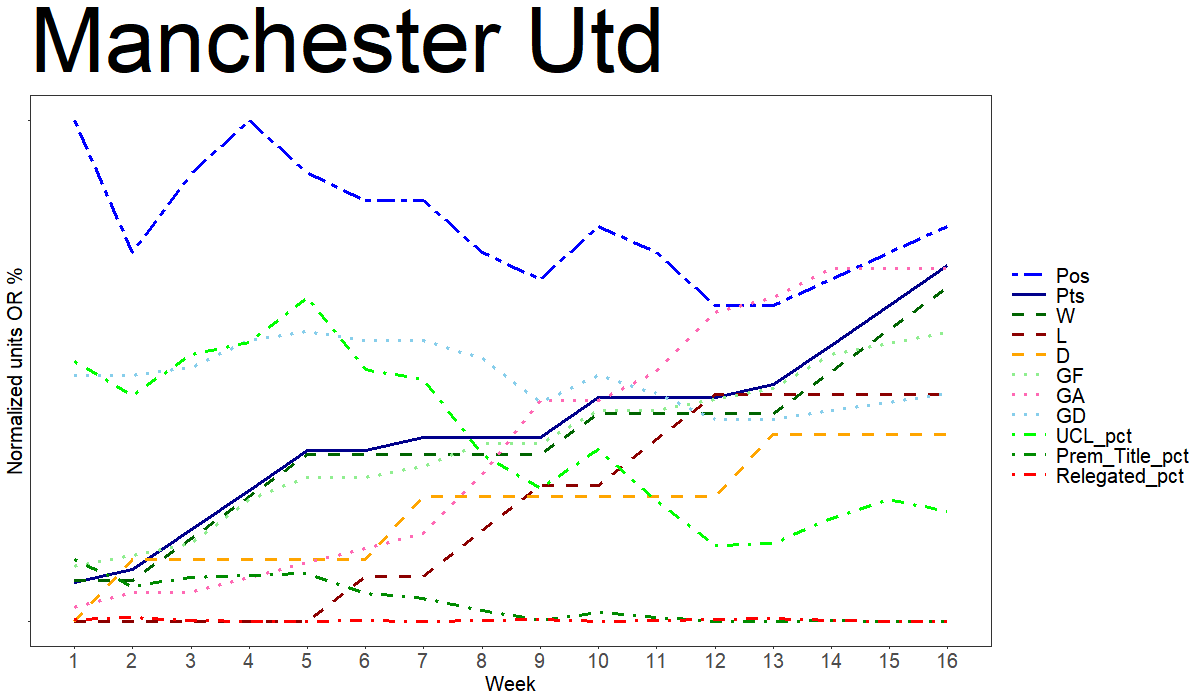 Manchester Utd
Normalized units OR %
Pos
Pts
W
L
D
GF
GA
GD
UCL_pct
Prem_Title_pct
Relegated_pct
1 2 3 4 5 6 7 8 9 10 11 12 13 14 15 16
Week